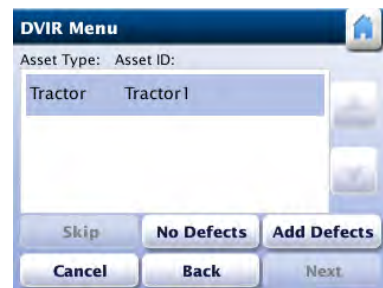 DVIR Menu
Asset Type: Asset ID:
Tractor Tractor1
Skip No Defects Add Defects
Cancel Back Next